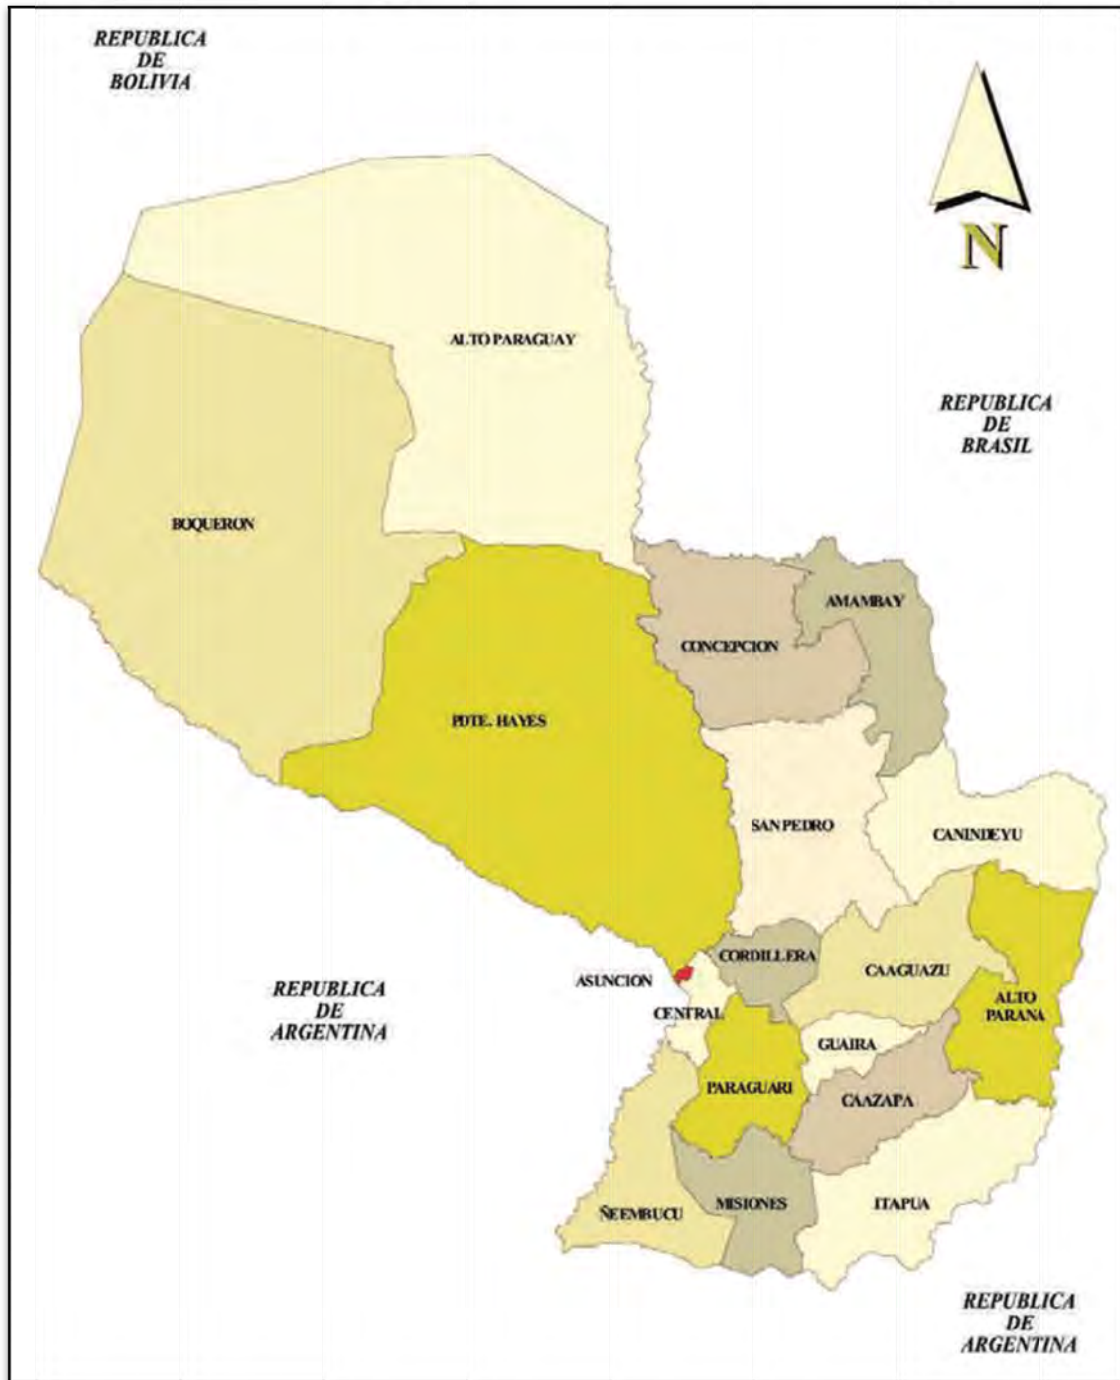 REPUBLICA
DE
BOLIVIA
N
ALTO PARAGUAY
REPUBLICA
DE
BRASIL
BOQUERON
AMAMBAY
CONCEPCION
PDTE. HAYES
SAN PEDRO
CANINDEYU
CORDILLERA
CAAGUAZU
ASUNCION
REPUBLICA
DE
ARGENTINA
CENTRAL
ALTO
PARANA
GUAIRA
PARAGUARI
CAAZAPA
ÑEEMBUCU
MISIONES
ITAPUA
REPUBLICA
DE
ARGENTINA